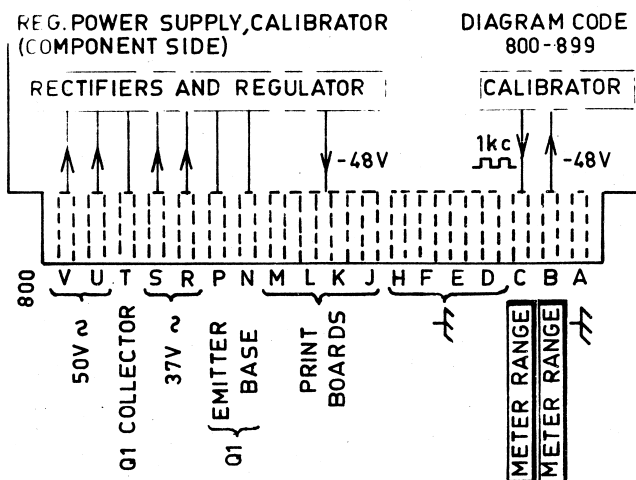 REG. POWER SUPPLY, CALIBRATOR
(COMPONENT SIDE)
DIAGRAM CODE
800-899
RECTIFIERS AND REGULATOR
CALIBRATOR
1kc
-48V
-48V
800
V U T S R P N M L K J H F E D C B A
50V ~
Q1 COLLECTOR
37V ~
EMITTER
BASE
Q1
PRINT
BOARDS
METER RANGE
METER RANGE